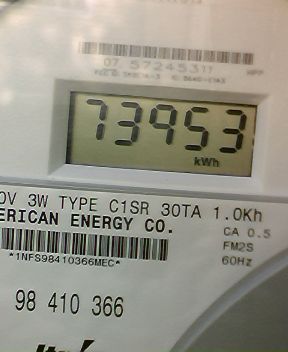 07 57245311
73953
kWh
0V 3W TYPE C1SR 30TA 1.0Kh
ERICAN ENERGY CO.
CA 0.5
FM2S
*1NFS98410366MEC*
60Hz
98 410 366